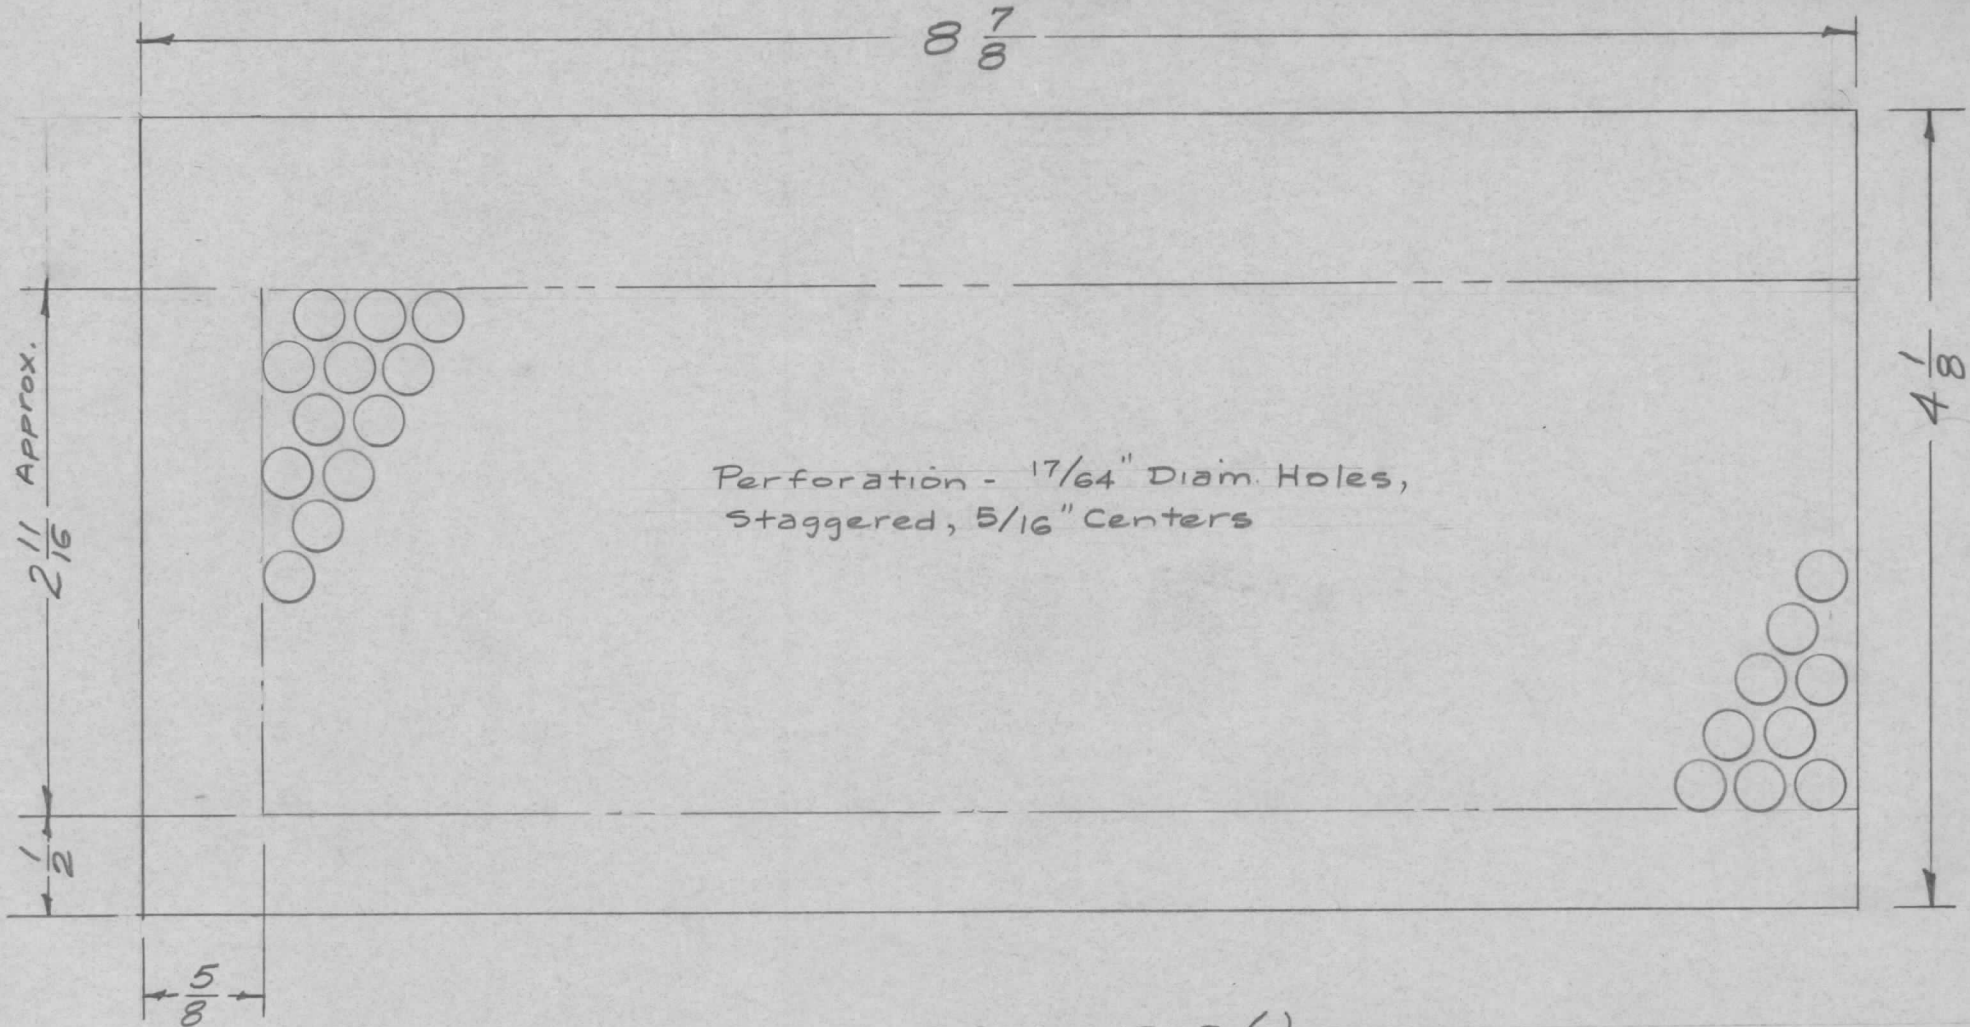 8 7/8
2 11/16 Approx.
4 1/8
Perforation - 17/64" Diam. Holes,
Staggered, 5/16" Centers
1/2
5/8